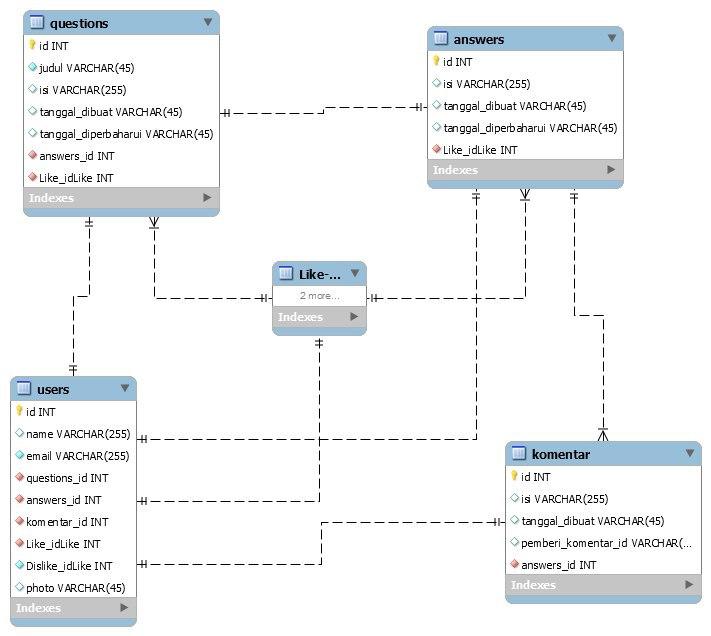 questions
id INT
judul VARCHAR(45)
isi VARCHAR(255)
tanggal_dibuat VARCHAR(45)
tanggal_diperbaharui VARCHAR(45)
answers_id INT
Like_idLike INT
Indexes
answers
id INT
isi VARCHAR(255)
tanggal_dibuat VARCHAR(45)
tanggal_diperbaharui VARCHAR(45)
Like_idLike INT
Indexes
Like-...
2 more...
Indexes
users
id INT
name VARCHAR(255)
email VARCHAR(255)
questions_id INT
answers_id INT
komentar_id INT
Like_idLike INT
Dislike_idLike INT
photo VARCHAR(45)
Indexes
komentar
id INT
isi VARCHAR(255)
tanggal_dibuat VARCHAR(45)
pemberi_komentar_id VARCHAR(...
answers_id INT
Indexes